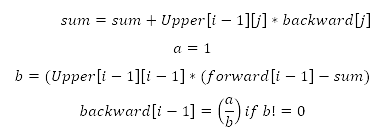 sum = sum + Upper[i − 1][j] * backward[j]
a = 1
b = (Upper[i − 1][i − 1] * (forward[i − 1] − sum)
backward[i − 1] = (a/b) if b! = 0